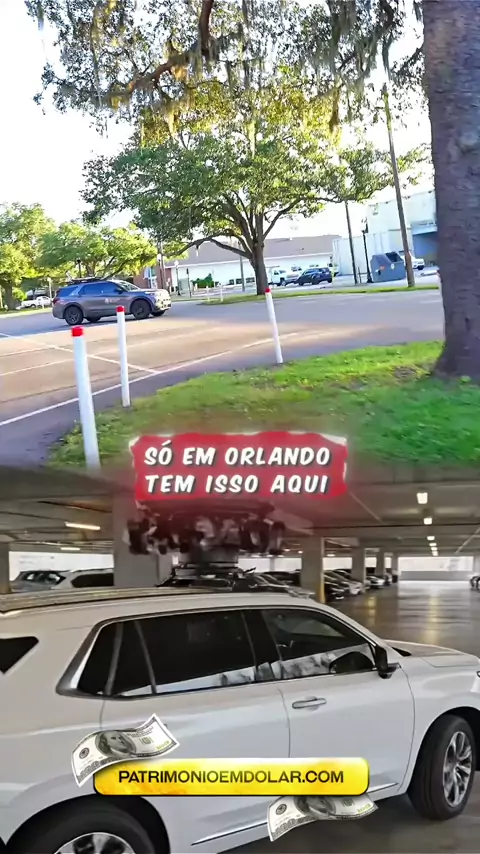 SÓ EM ORLANDO
TEM ISSO AQUI
PATRIMONIOEMDOLAR.COM